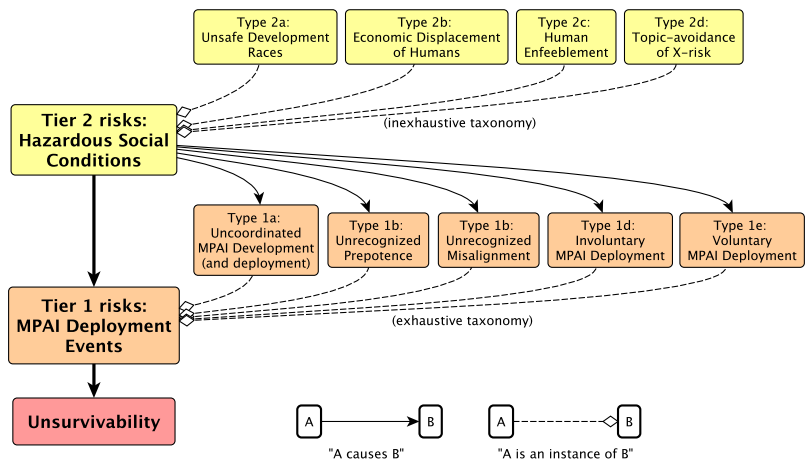 Type 2a:
Unsafe Development
Races
Type 2b:
Economic Displacement
of Humans
Type 2c:
Human
Enfeeblement
Type 2d:
Topic-avoidance
of X-risk
(inexhaustive taxonomy)
Tier 2 risks:
Hazardous Social
Conditions
Type 1a:
Uncoordinated
MPAI Development
(and deployment)
Type 1b:
Unrecognized
Prepotence
Type 1b:
Unrecognized
Misalignment
Type 1d:
Involuntary
MPAI Deployment
Type 1e:
Voluntary
MPAI Deployment
Tier 1 risks:
MPAI Deployment
Events
(exhaustive taxonomy)
Unsurvivability
A
B
"A causes B"
A
B
"A is an instance of B"